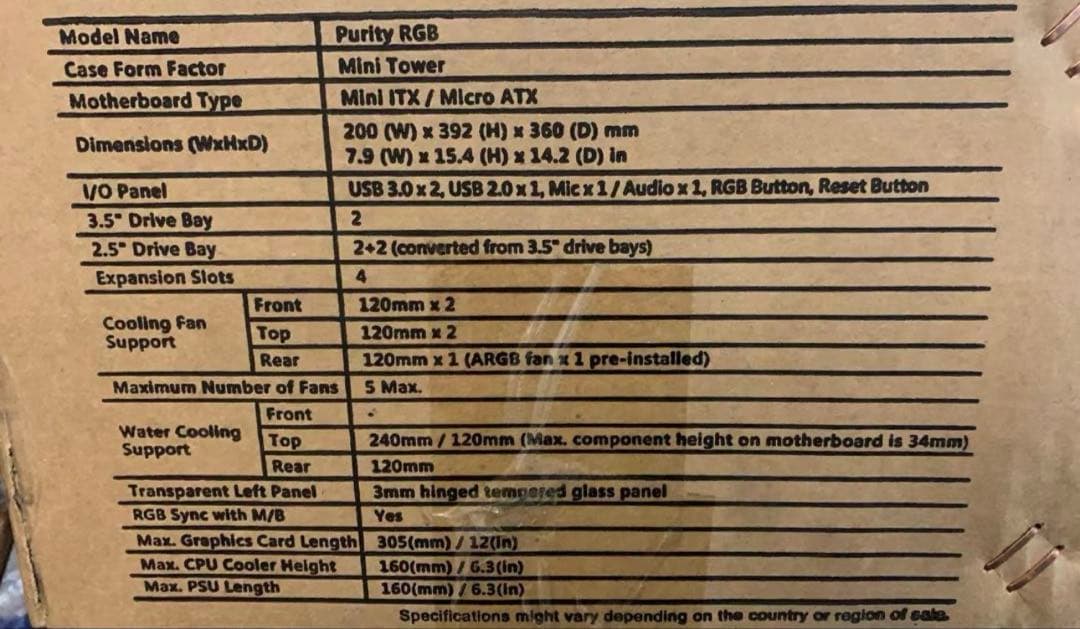 Model Name Purity RGB
Case Form Factor Mini Tower
Motherboard Type Mini ITX / Micro ATX
Dimensions (WxHxD) 200 (W) x 392 (H) x 360 (D) mm
7.9 (W) x 15.4 (H) x 14.2 (D) in
I/O Panel USB 3.0 x 2, USB 2.0 x 1, Mic x 1 / Audio x 1, RGB Button, Reset Button
3.5" Drive Bay 2
2.5" Drive Bay 2+2 (converted from 3.5" drive bays)
Expansion Slots 4
Cooling Fan Support Front 120mm x 2
Top 120mm x 2
Rear 120mm x 1 (ARGB fan x 1 pre-installed)
Maximum Number of Fans 5 Max.
Water Cooling Support Front -
Top 240mm / 120mm (Max. component height on motherboard is 34mm)
Rear 120mm
Transparent Left Panel 3mm hinged tempered glass panel
RGB Sync with M/B Yes
Max. Graphics Card Length 305(mm) / 12(in)
Max. CPU Cooler Height 160(mm) / 6.3(in)
Max. PSU Length 160(mm) / 6.3(in)
Specifications might vary depending on the country or region of sale.